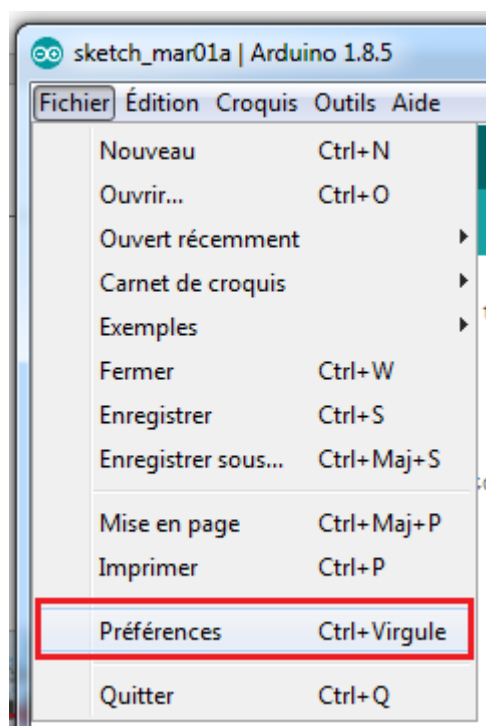 sketch_mar01a | Arduino 1.8.5
Fichier Édition Croquis Outils Aide
Nouveau Ctrl+N
Ouvrir... Ctrl+O
Ouvert récemment
Carnet de croquis
Exemples
Fermer Ctrl+W
Enregistrer Ctrl+S
Enregistrer sous... Ctrl+Maj+S
Mise en page Ctrl+Maj+P
Imprimer Ctrl+P
Préférences Ctrl+Virgule
Quitter Ctrl+Q